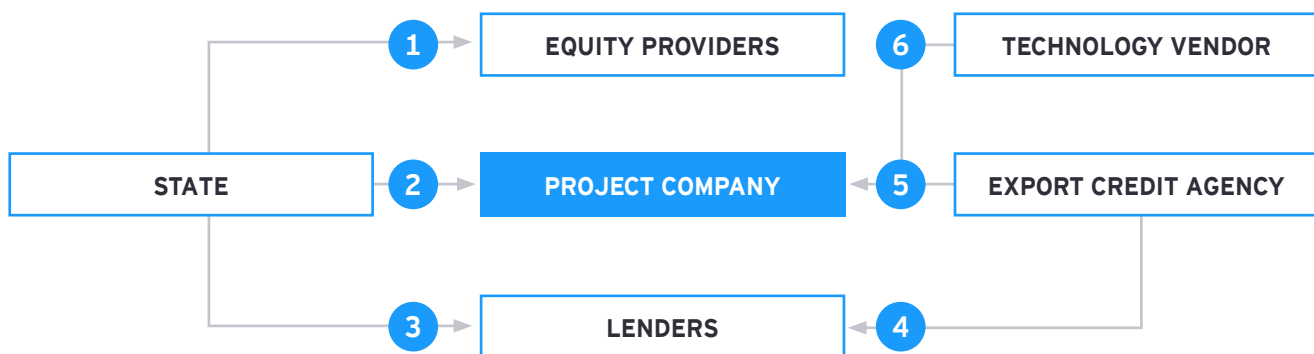 1
EQUITY PROVIDERS
6
TECHNOLOGY VENDOR
STATE
2
PROJECT COMPANY
5
EXPORT CREDIT AGENCY
3
LENDERS
4